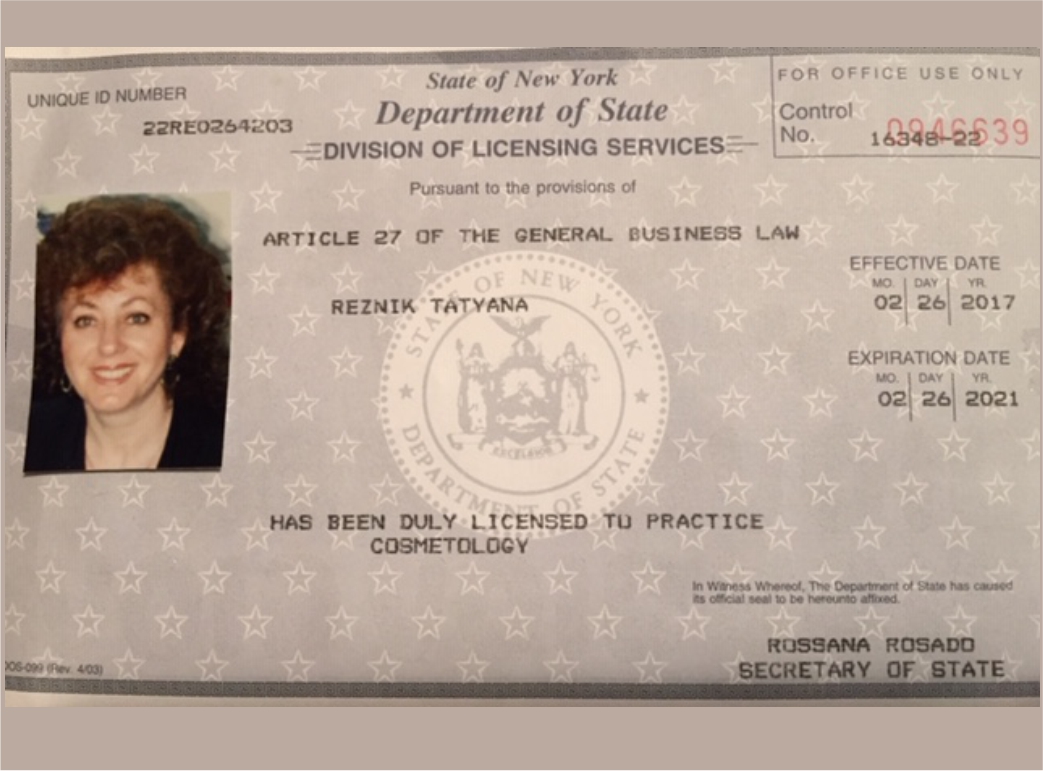 State of New York
Department of State
DIVISION OF LICENSING SERVICES
UNIQUE ID NUMBER
22RE0264203
FOR OFFICE USE ONLY
Control
No.
0946639
16348-22
Pursuant to the provisions of
ARTICLE 27 OF THE GENERAL BUSINESS LAW
REZNIK TATYANA
EFFECTIVE DATE
MO. DAY YR.
02 26 2017
EXPIRATION DATE
MO. DAY YR.
02 26 2021
STATE OF NEW YORK
EXCELSIOR
DEPARTMENT OF STATE
HAS BEEN DULY LICENSED TO PRACTICE
COSMETOLOGY
In Witness Whereof, The Department of State has caused
its official seal to be hereunto affixed.
ROSSANA ROSADO
SECRETARY OF STATE
DOS-099 (Rev. 4/03)